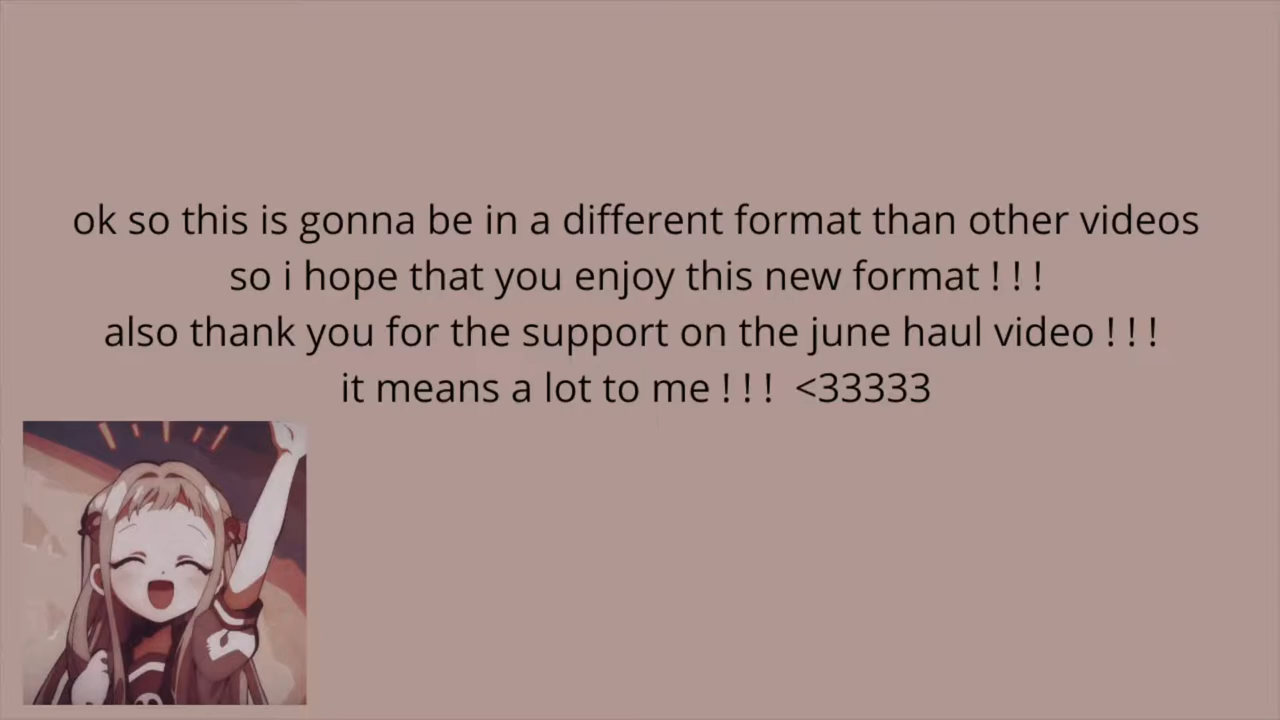 ok so this is gonna be in a different format than other videos
so i hope that you enjoy this new format ! ! !
also thank you for the support on the june haul video ! ! !
it means a lot to me ! ! ! <33333